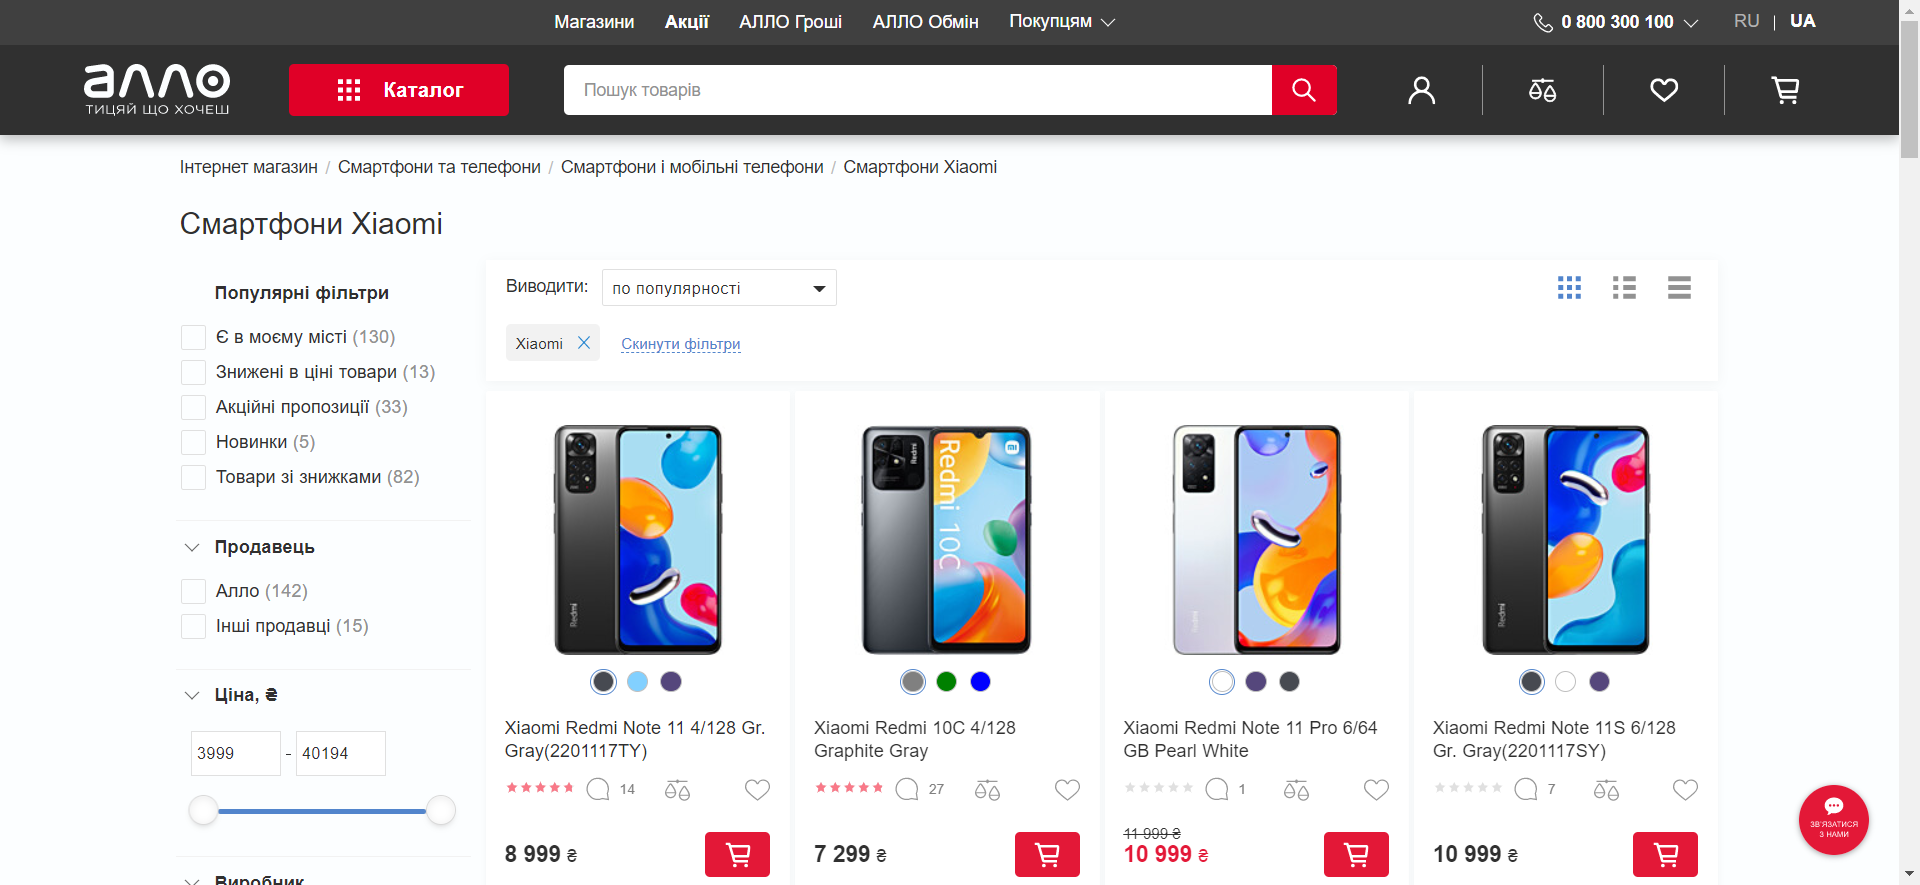 Магазини Акції АЛЛО Гроші АЛЛО Обмін Покупцям 0 800 300 100 RU | UA
алло
ТИЦЯЙ ЩО ХОЧЕШ
Каталог
Пошук товарів
Інтернет магазин / Смартфони та телефони / Смартфони і мобільні телефони / Смартфони Xiaomi
Смартфони Xiaomi
Популярні фільтри
Є в моєму місті (130)
Знижені в ціні товари (13)
Акційні пропозиції (33)
Новинки (5)
Товари зі знижками (82)
Продавець
Алло (142)
Інші продавці (15)
Ціна, ₴
3999 - 40194
Виробник
Виводити: по популярності
Xiaomi Скинути фільтри
Redmi
Xiaomi Redmi Note 11 4/128 Gr.
Gray(2201117TY)
14
8 999 ₴
Redmi
Redmi 10C
Xiaomi Redmi 10C 4/128
Graphite Gray
27
7 299 ₴
Redmi
Xiaomi Redmi Note 11 Pro 6/64
GB Pearl White
1
11 999 ₴
10 999 ₴
Redmi
Xiaomi Redmi Note 11S 6/128
Gr. Gray(2201117SY)
7
10 999 ₴
ЗВ'ЯЗАТИСЯ
З НАМИ